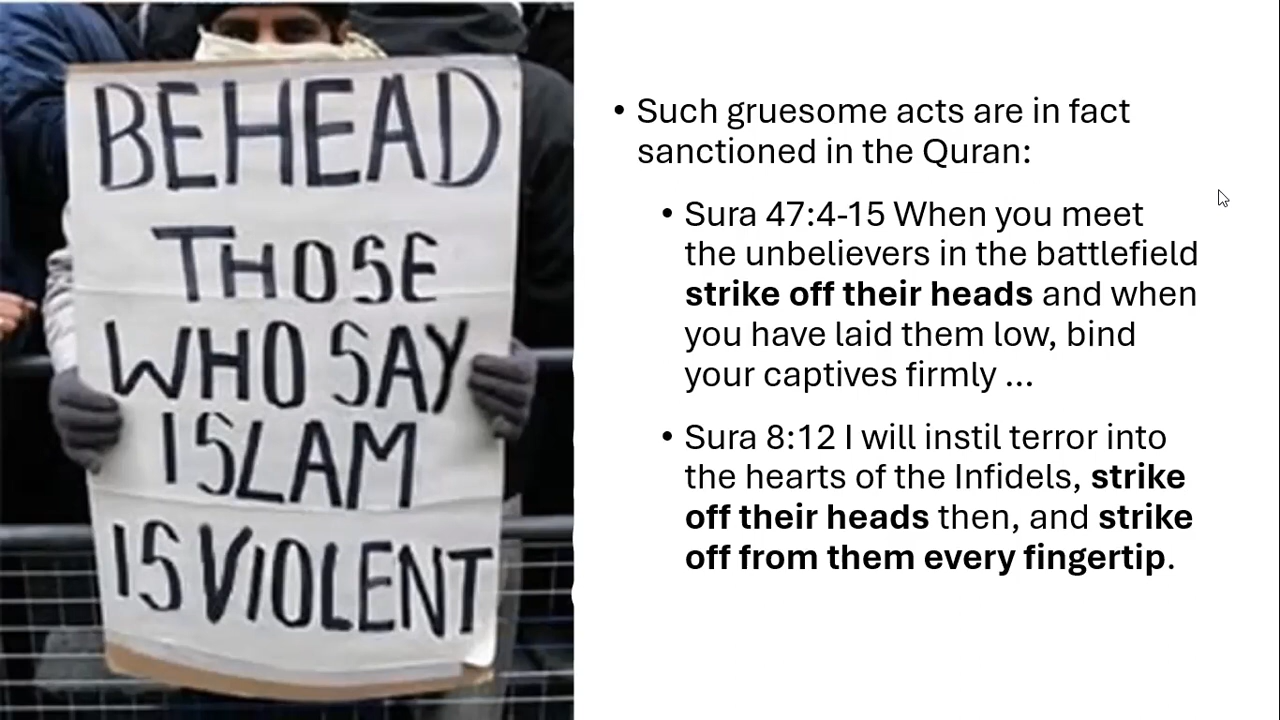 BEHEAD
THOSE
WHO SAY
ISLAM
IS VIOLENT
• Such gruesome acts are in fact
sanctioned in the Quran:
• Sura 47:4-15 When you meet
the unbelievers in the battlefield
strike off their heads and when
you have laid them low, bind
your captives firmly ...
• Sura 8:12 I will instil terror into
the hearts of the Infidels, strike
off their heads then, and strike
off from them every fingertip.